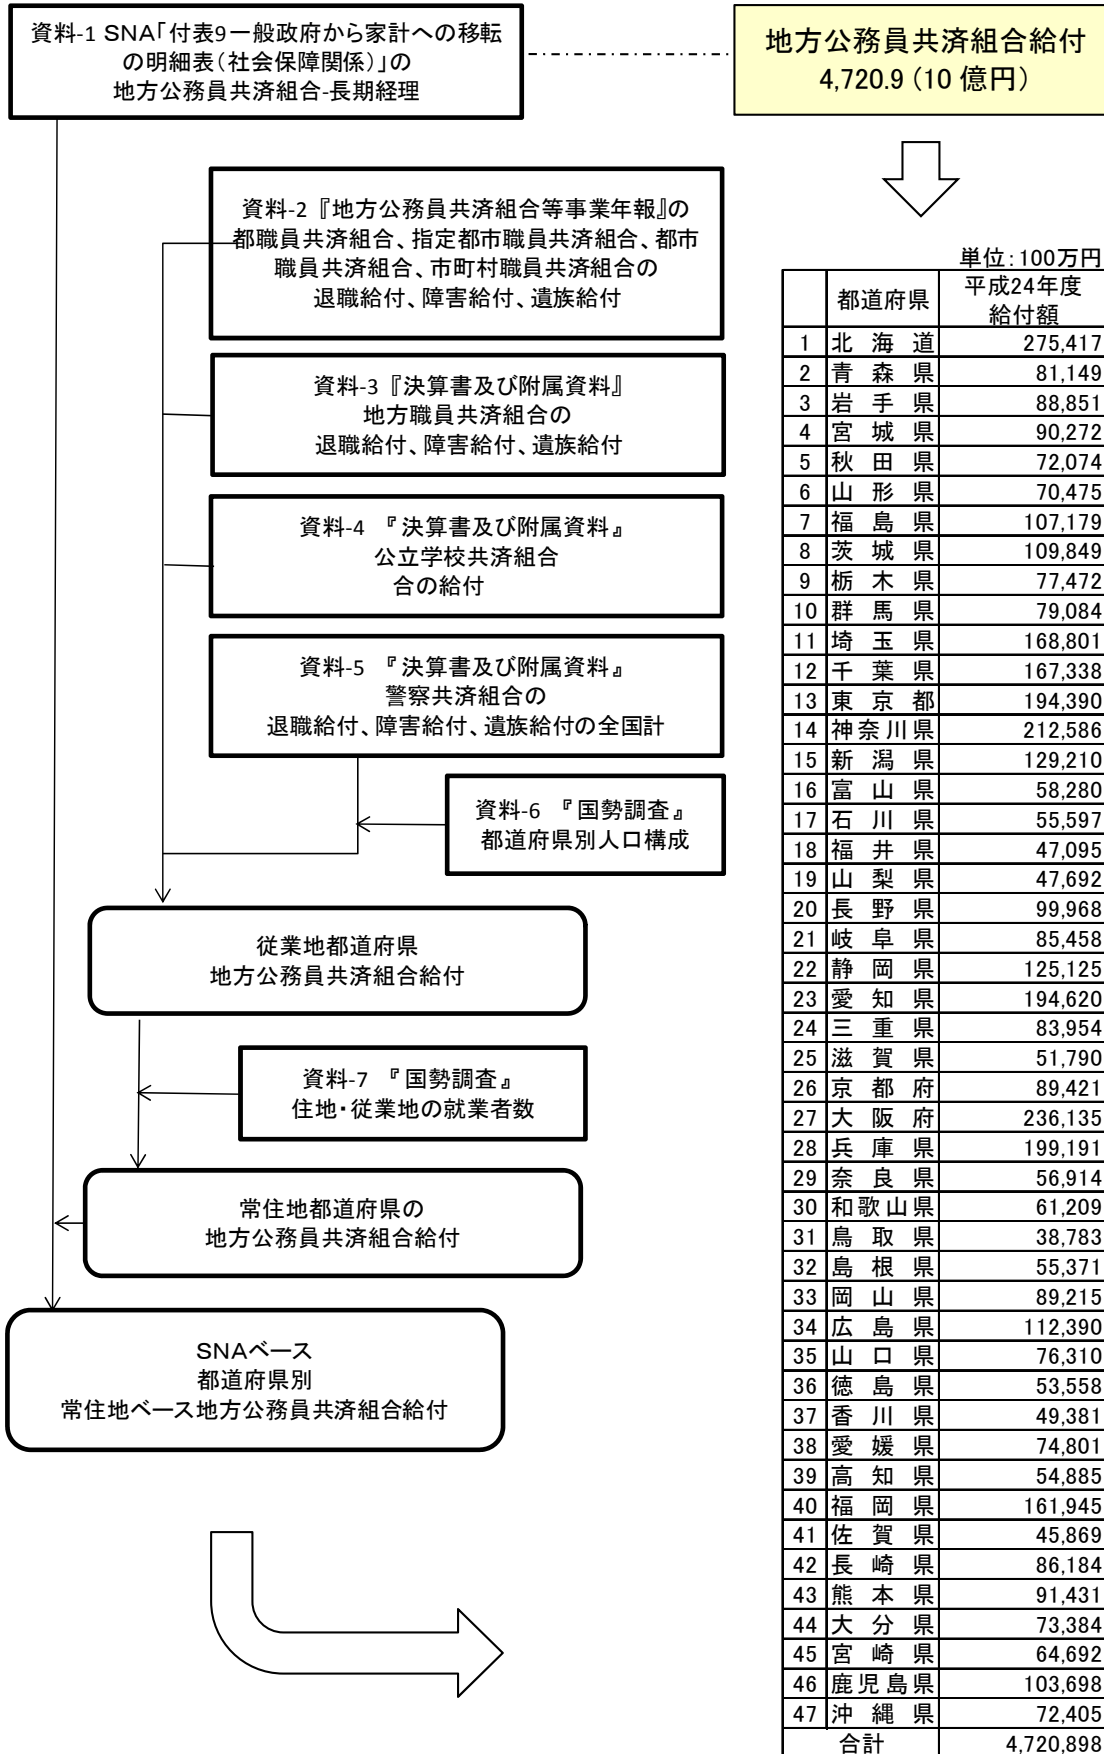 資料-1 SNA「付表9一般政府から家計への移転
の明細表（社会保障関係）」の
地方公務員共済組合-長期経理
地方公務員共済組合給付
4,720.9（10 億円）
資料-2 『地方公務員共済組合等事業年報』の
都職員共済組合、指定都市職員共済組合、都市
職員共済組合、市町村職員共済組合の
退職給付、障害給付、遺族給付
資料-3 『決算書及び附属資料』
地方職員共済組合の
退職給付、障害給付、遺族給付
資料-4 『決算書及び附属資料』
公立学校共済組合
合の給付
資料-5 『決算書及び附属資料』
警察共済組合の
退職給付、障害給付、遺族給付の全国計
資料-6 『国勢調査』
都道府県別人口構成
従業地都道府県
地方公務員共済組合給付
資料-7 『国勢調査』
住地・従業地の就業者数
常住地都道府県の
地方公務員共済組合給付
SNAベース
都道府県別
常住地ベース地方公務員共済組合給付
単位：100万円
都道府県 平成24年度
給付額
1 北海道 275,417
2 青森県 81,149
3 岩手県 88,851
4 宮城県 90,272
5 秋田県 72,074
6 山形県 70,475
7 福島県 107,179
8 茨城県 109,849
9 栃木県 77,472
10 群馬県 79,084
11 埼玉県 168,801
12 千葉県 167,338
13 東京都 194,390
14 神奈川県 212,586
15 新潟県 129,210
16 富山県 58,280
17 石川県 55,597
18 福井県 47,095
19 山梨県 47,692
20 長野県 99,968
21 岐阜県 85,458
22 静岡県 125,125
23 愛知県 194,620
24 三重県 83,954
25 滋賀県 51,790
26 京都府 89,421
27 大阪府 236,135
28 兵庫県 199,191
29 奈良県 56,914
30 和歌山県 61,209
31 鳥取県 38,783
32 島根県 55,371
33 岡山県 89,215
34 広島県 112,390
35 山口県 76,310
36 徳島県 53,558
37 香川県 49,381
38 愛媛県 74,801
39 高知県 54,885
40 福岡県 161,945
41 佐賀県 45,869
42 長崎県 86,184
43 熊本県 91,431
44 大分県 73,384
45 宮崎県 64,692
46 鹿児島県 103,698
47 沖縄県 72,405
合計 4,720,898